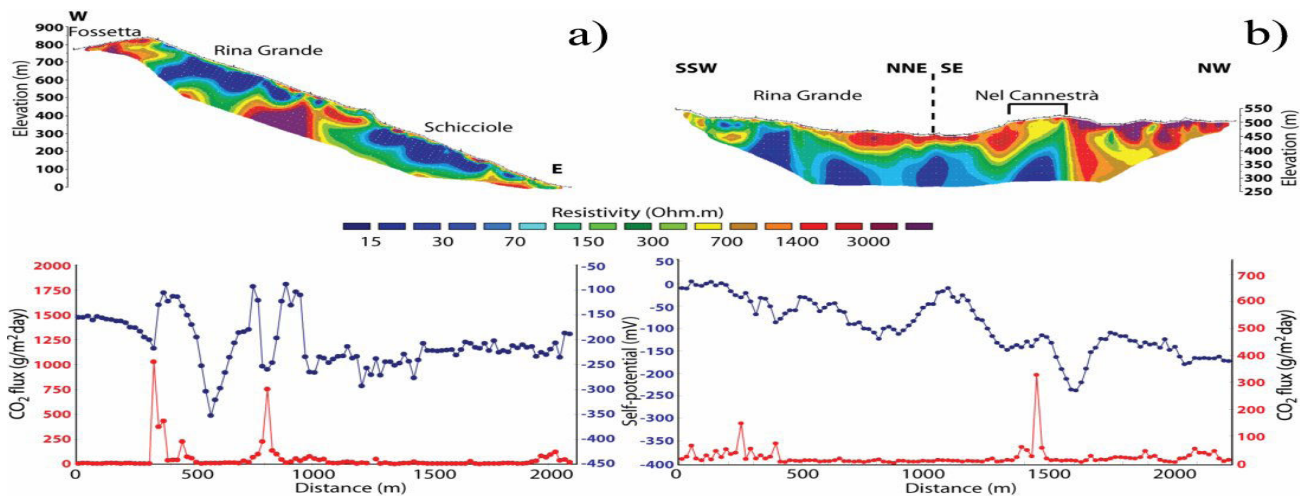 a)
W
Fossetta
Rina Grande
Schicciole
E
Elevation (m)
900
800
700
600
500
400
300
200
100
0
b)
SSW
NNE
SE
NW
Rina Grande
Nel Cannestrà
550
500
450
400
350
300
250
Elevation (m)
Resistivity (Ohm.m)
15 30 70 150 300 700 1400 3000
CO2 flux (g/m²·day)
2000
1750
1500
1250
1000
750
500
250
0
-50
-100
-150
-200
-250
-300
-350
-400
-450
0 500 1000 1500 2000
Distance (m)
Self-potential (mV)
50
0
-50
-100
-150
-200
-250
-300
-350
-400
700
600
500
400
300
200
100
0
CO2 flux (g/m²·day)
0 500 1000 1500 2000
Distance (m)